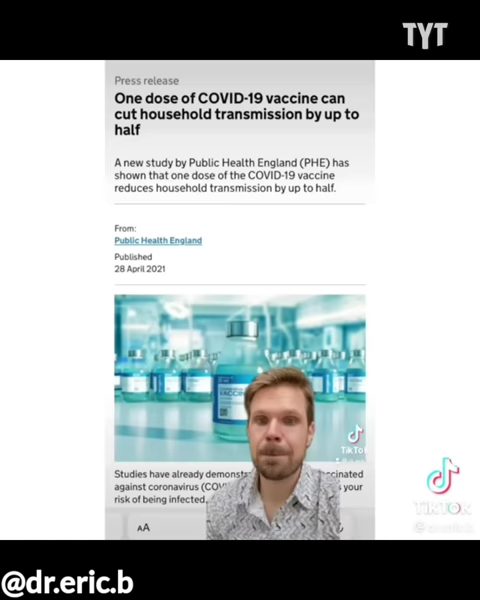 TYT
Press release
One dose of COVID-19 vaccine can
cut household transmission by up to
half
A new study by Public Health England (PHE) has
shown that one dose of the COVID-19 vaccine
reduces household transmission by up to half.
From:
Public Health England
Published
28 April 2021
TikTok
Studies have already
against coronavirus your
risk of being infected,
AA
TIKTOK
@dr.eric.b